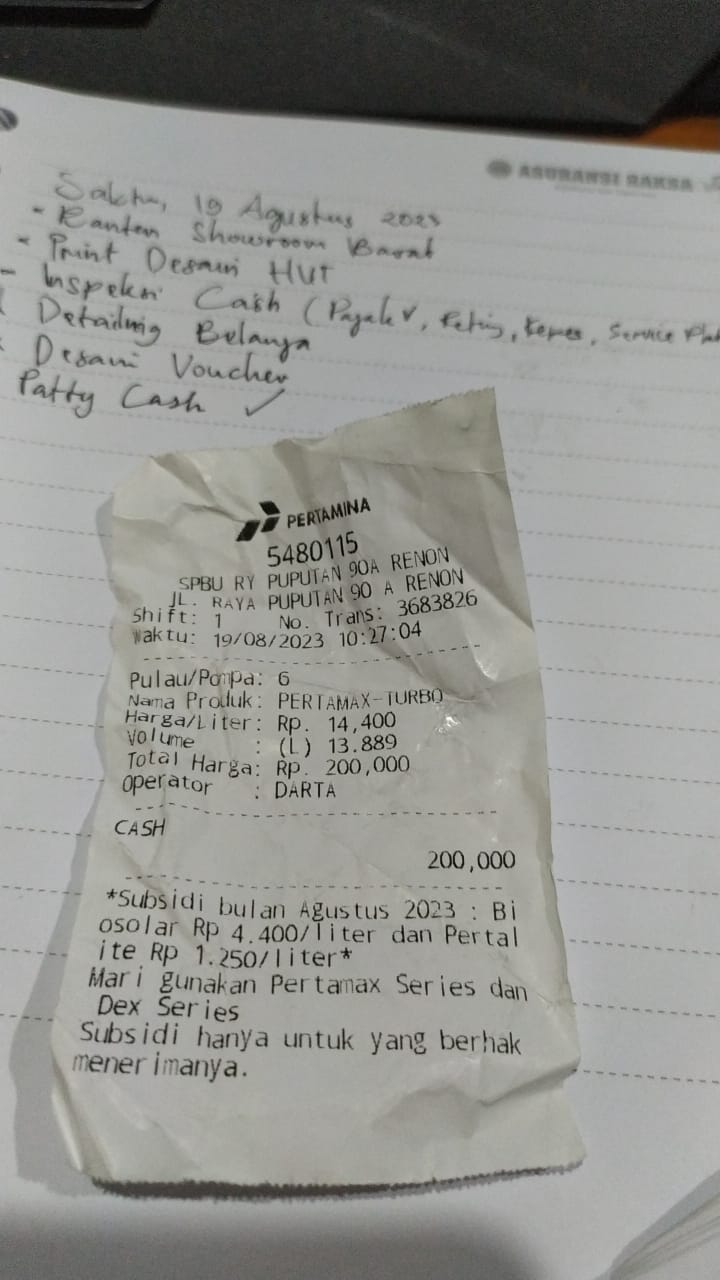 ASURANSI RAKSA
Sabtu, 19 Agustus 2023
- Banten Showroom Barat
- Print Desain HUT
- Inspeksi Cash (Pajak ✓, Service
Detailing Belanja
Desain Voucher
Patty Cash ✓
PERTAMINA
5480115
SPBU RY PUPUTAN 90A RENON
JL. RAYA PUPUTAN 90 A RENON
Shift: 1 No. Trans: 3683826
Waktu: 19/08/2023 10:27:04
Pulau/Pompa: 6
Nama Produk: PERTAMAX-TURBO
Harga/Liter: Rp. 14,400
Volume : (L) 13.889
Total Harga: Rp. 200,000
Operator : DARTA
CASH
200,000
*Subsidi bulan Agustus 2023 : Bi
osolar Rp 4.400/liter dan Pertal
ite Rp 1.250/liter*
Mari gunakan Pertamax Series dan
Dex Series
Subsidi hanya untuk yang berhak
menerimanya.